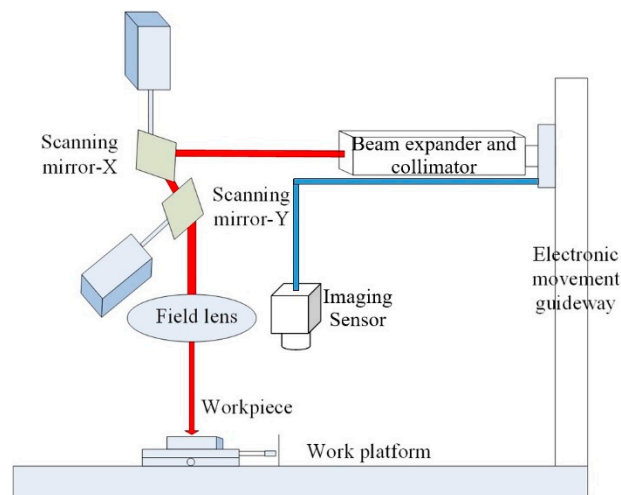 Beam expander and
collimator
Scanning
mirror-X
Scanning
mirror-Y
Electronic
movement
guideway
Imaging
Sensor
Field lens
Workpiece
Work platform